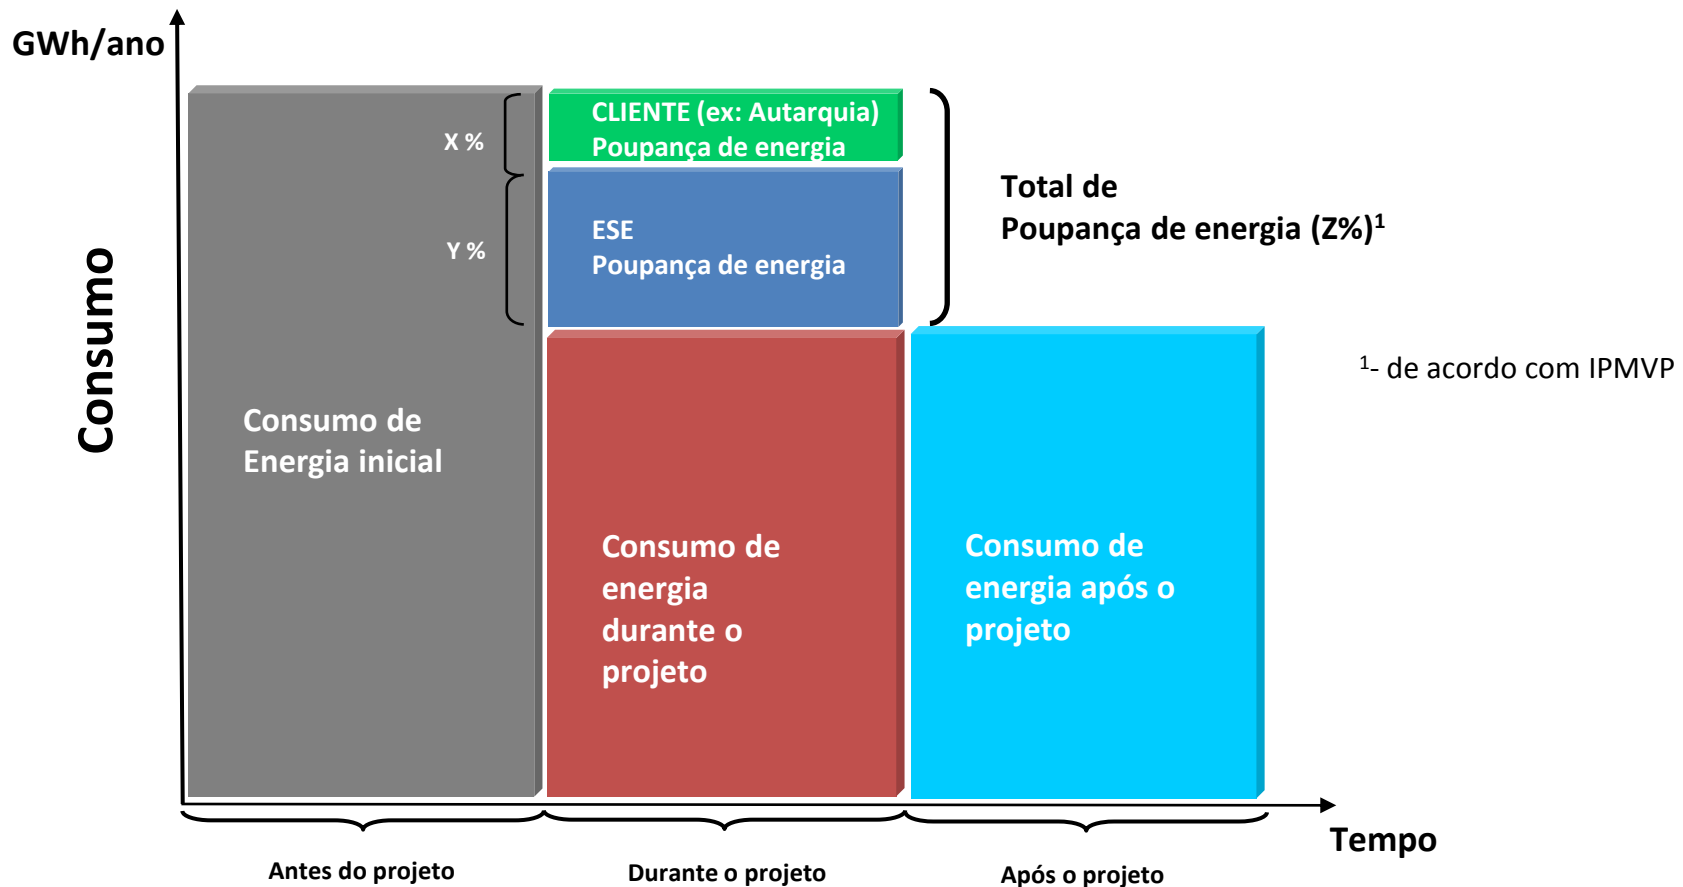 GWh/ano
Consumo
X %
Y %
Consumo de
Energia inicial
CLIENTE (ex: Autarquia)
Poupança de energia
ESE
Poupança de energia
Consumo de
energia
durante o
projeto
Total de
Poupança de energia (Z%)¹
¹- de acordo com IPMVP
Consumo de
energia após o
projeto
Tempo
Antes do projeto
Durante o projeto
Após o projeto